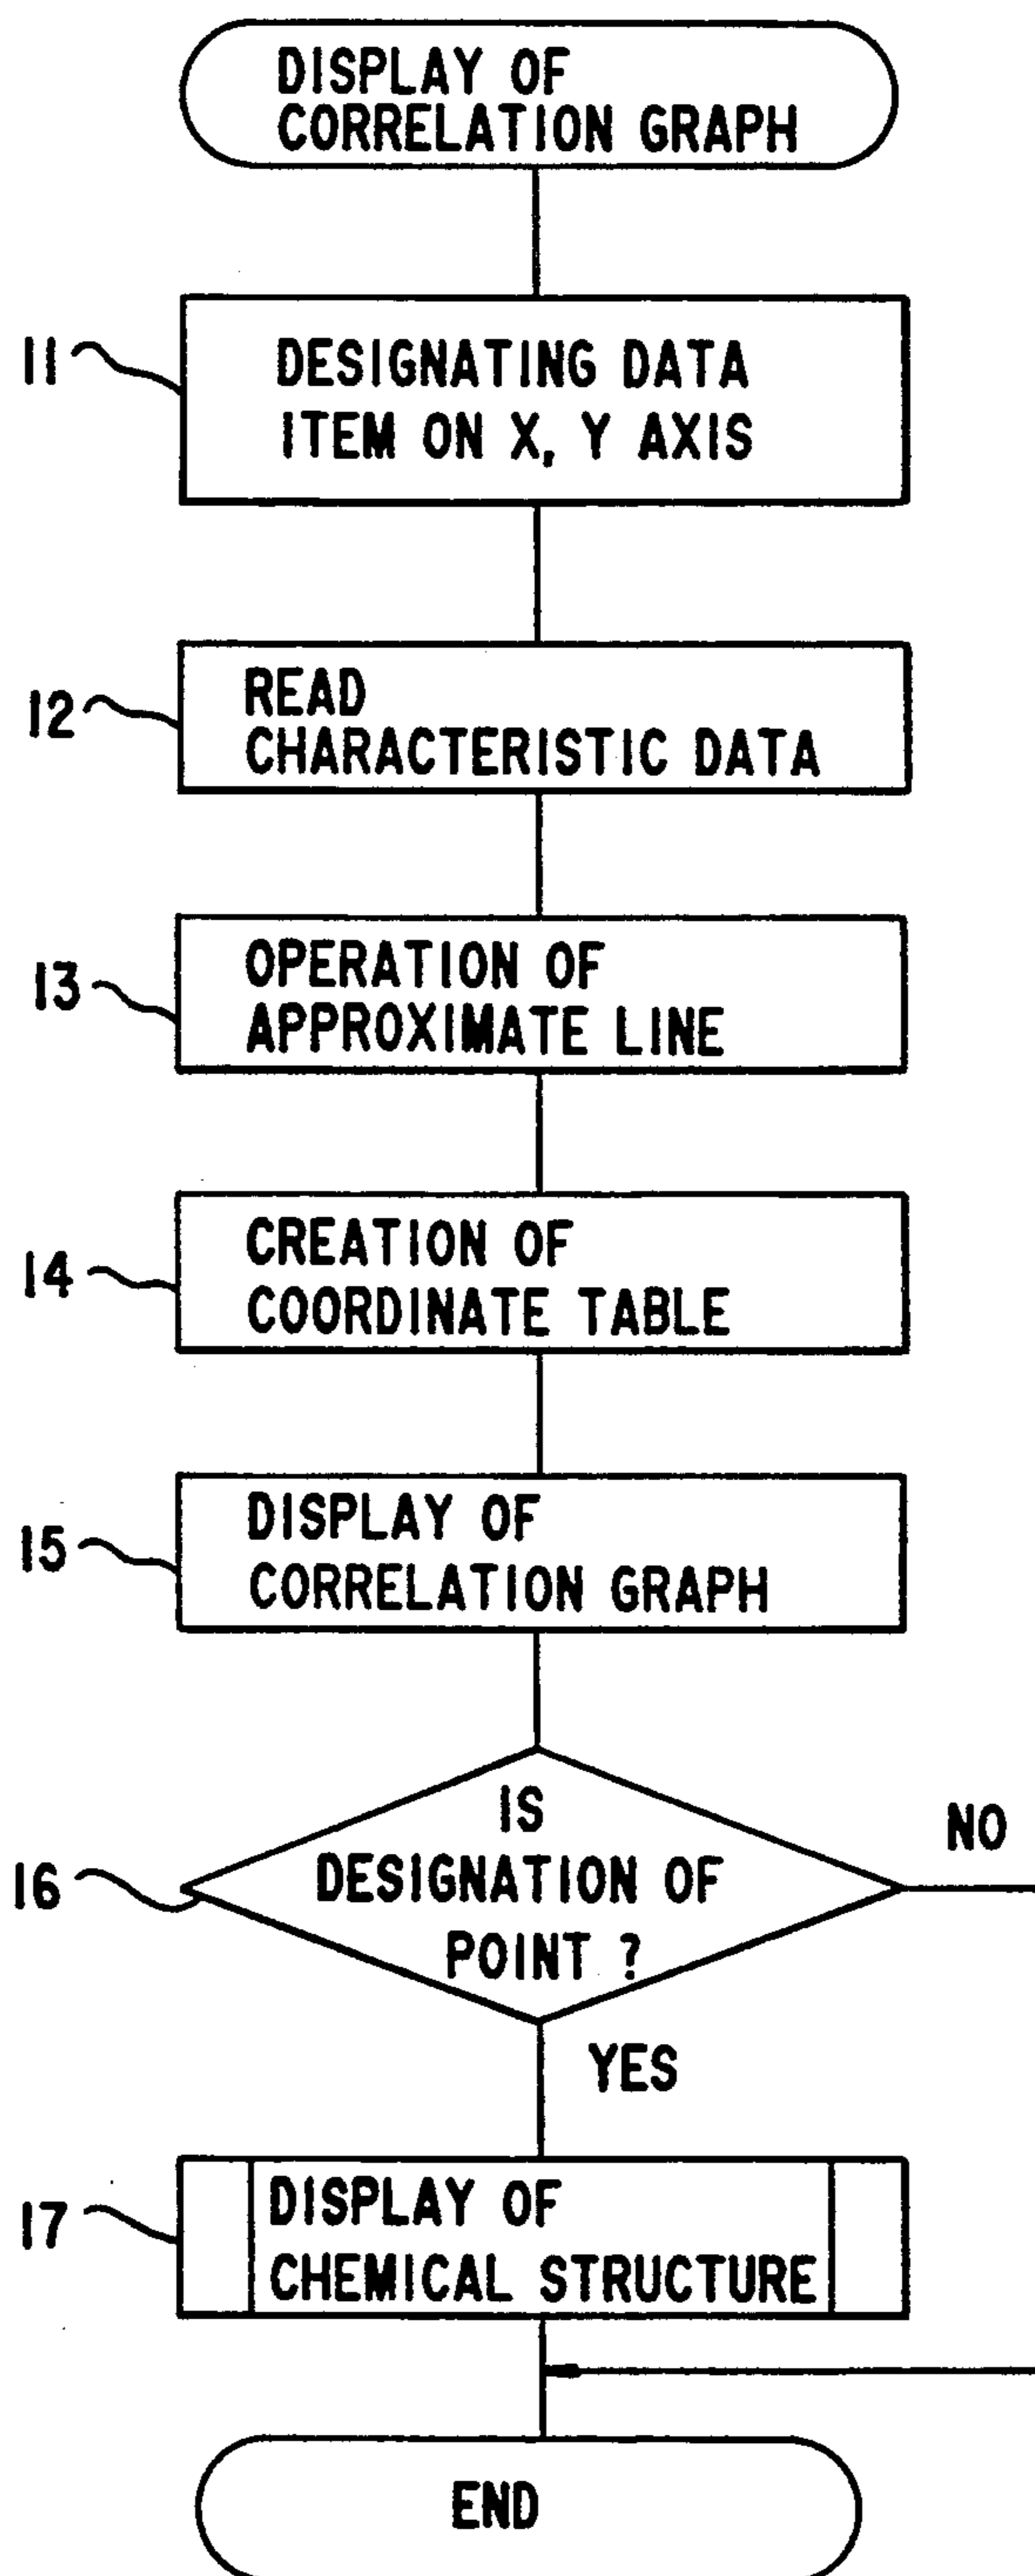 DISPLAY OF
CORRELATION GRAPH
11
DESIGNATING DATA
ITEM ON X, Y AXIS
12
READ
CHARACTERISTIC DATA
13
OPERATION OF
APPROXIMATE LINE
14
CREATION OF
COORDINATE TABLE
15
DISPLAY OF
CORRELATION GRAPH
16
IS
DESIGNATION OF
POINT ?
NO
YES
17
DISPLAY OF
CHEMICAL STRUCTURE
END